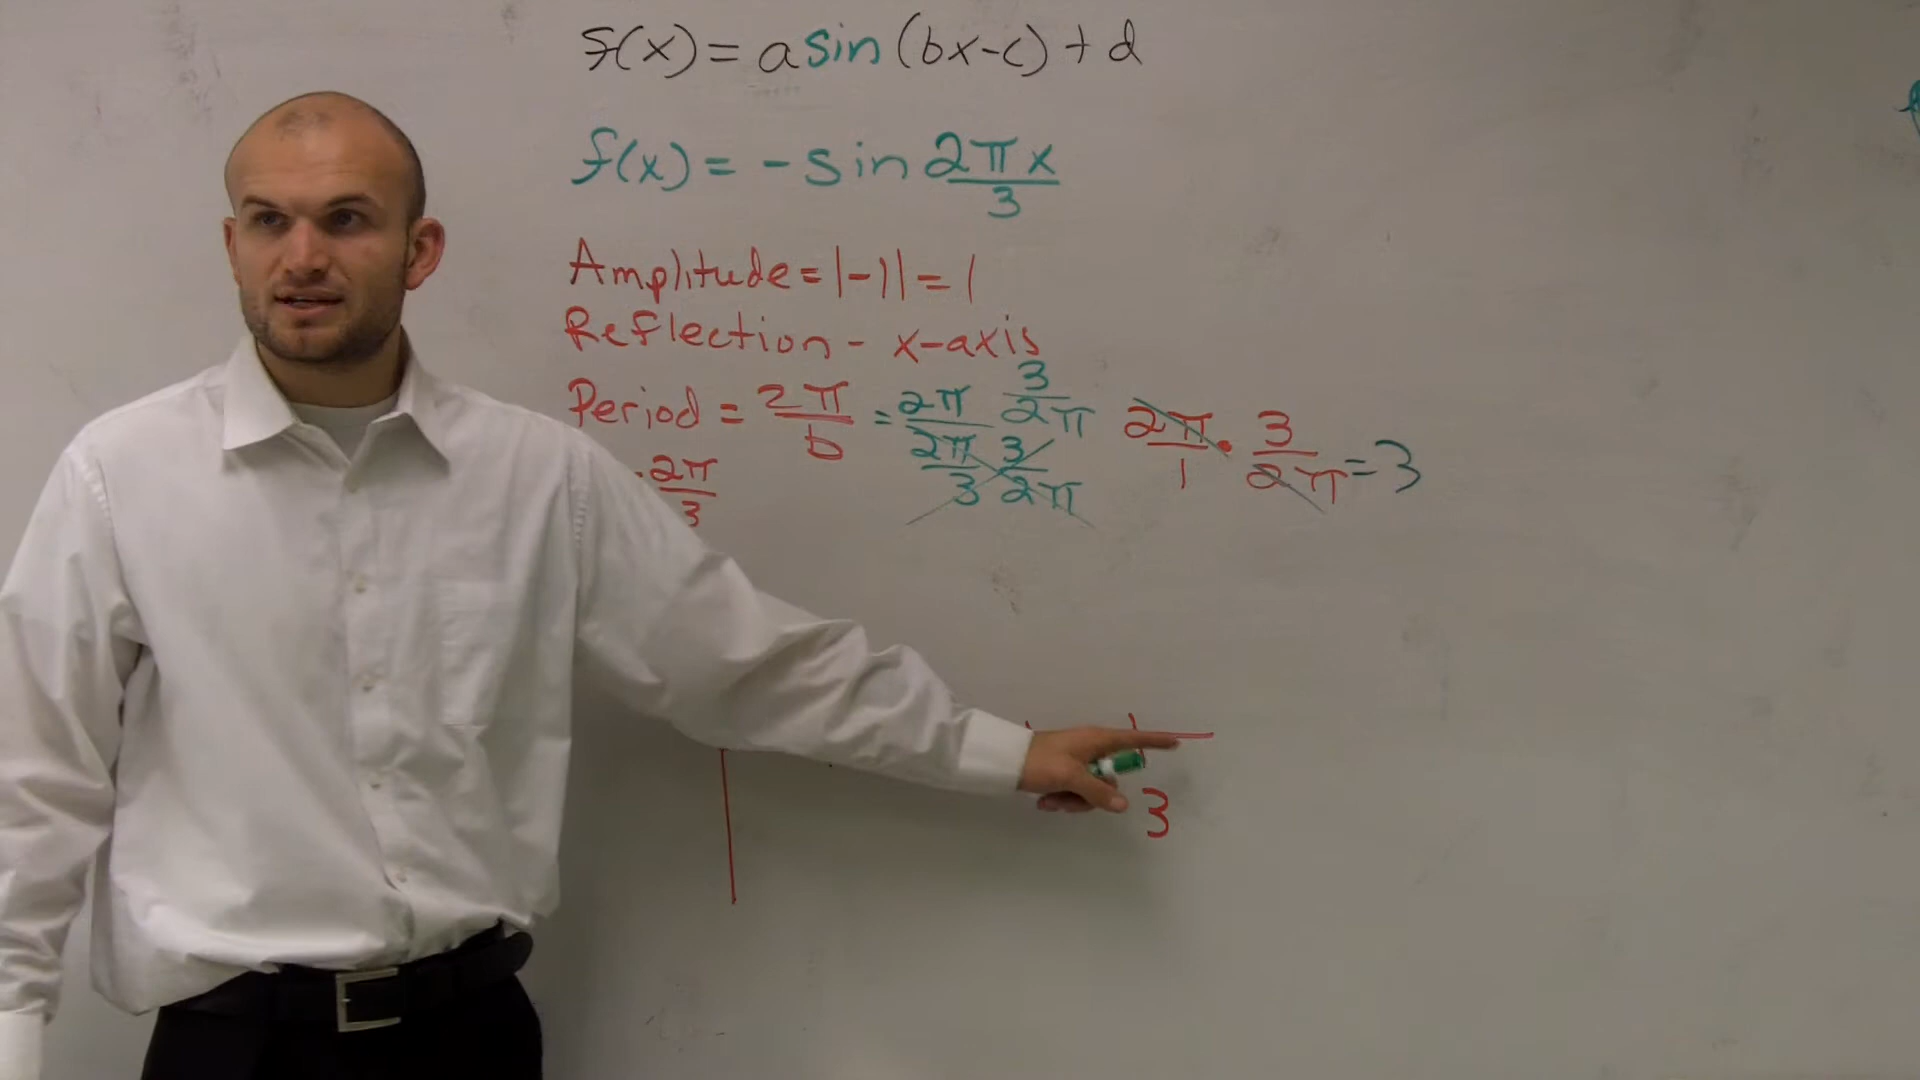 f(x) = a sin (bx-c) + d
f(x) = - sin 2πx/3
Amplitude = |-1| = 1
Reflection - x-axis
Period = 2π/b = 2π/(2π/3) 3/2π / 3/2π 2π/1 • 3/2π = 3
2π/3
3